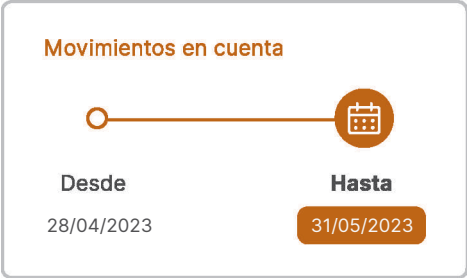 Movimientos en cuenta
Desde
Hasta
28/04/2023
31/05/2023